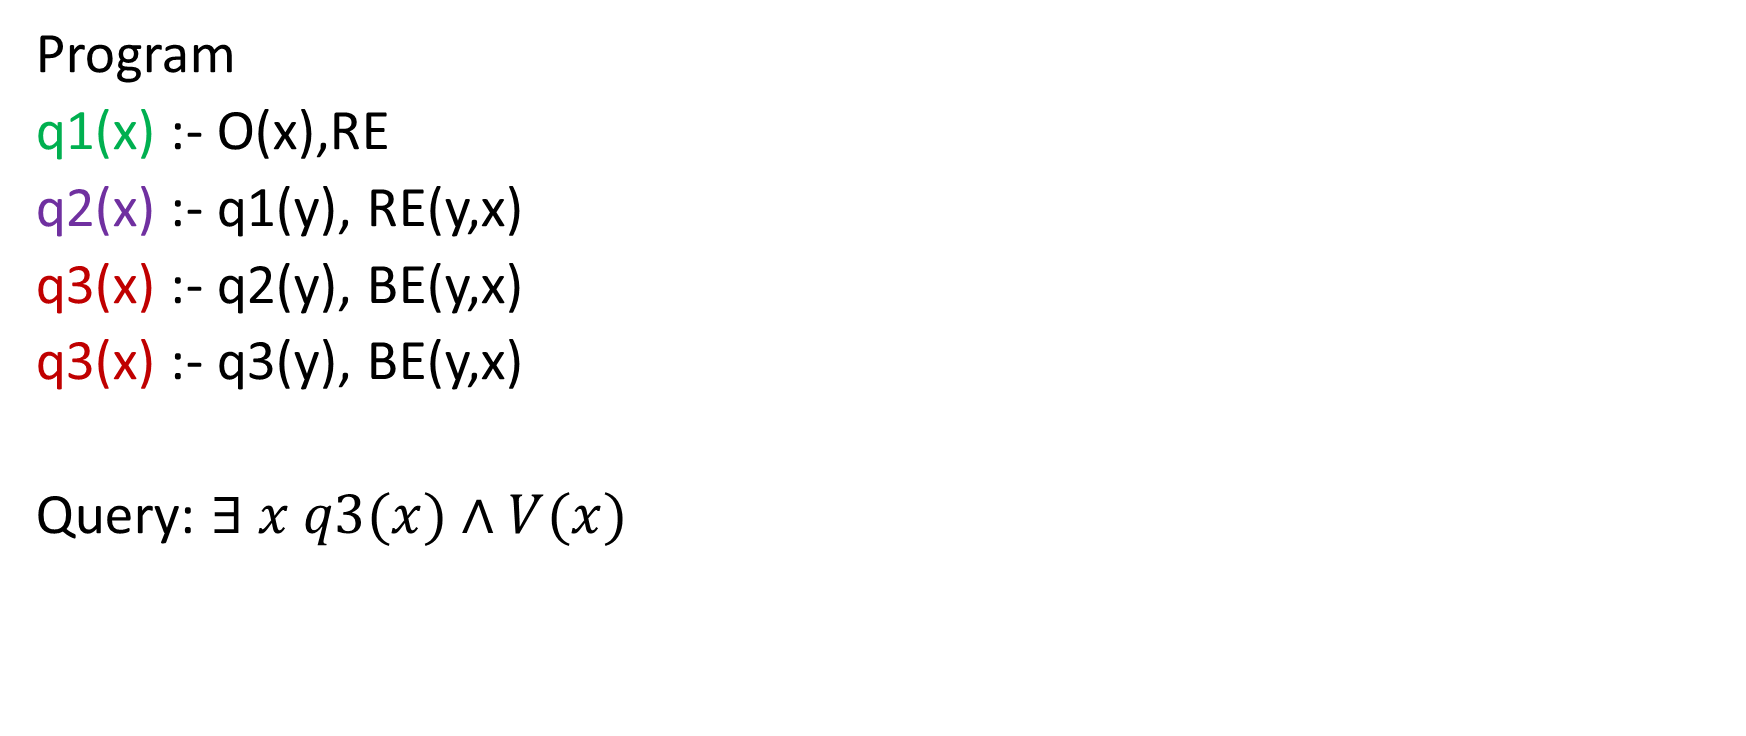 Program
q1(x) :- O(x),RE
q2(x) :- q1(y), RE(y,x)
q3(x) :- q2(y), BE(y,x)
q3(x) :- q3(y), BE(y,x)
Query: ∃ 𝑥 𝑞3(𝑥) ∧ 𝑉(𝑥)